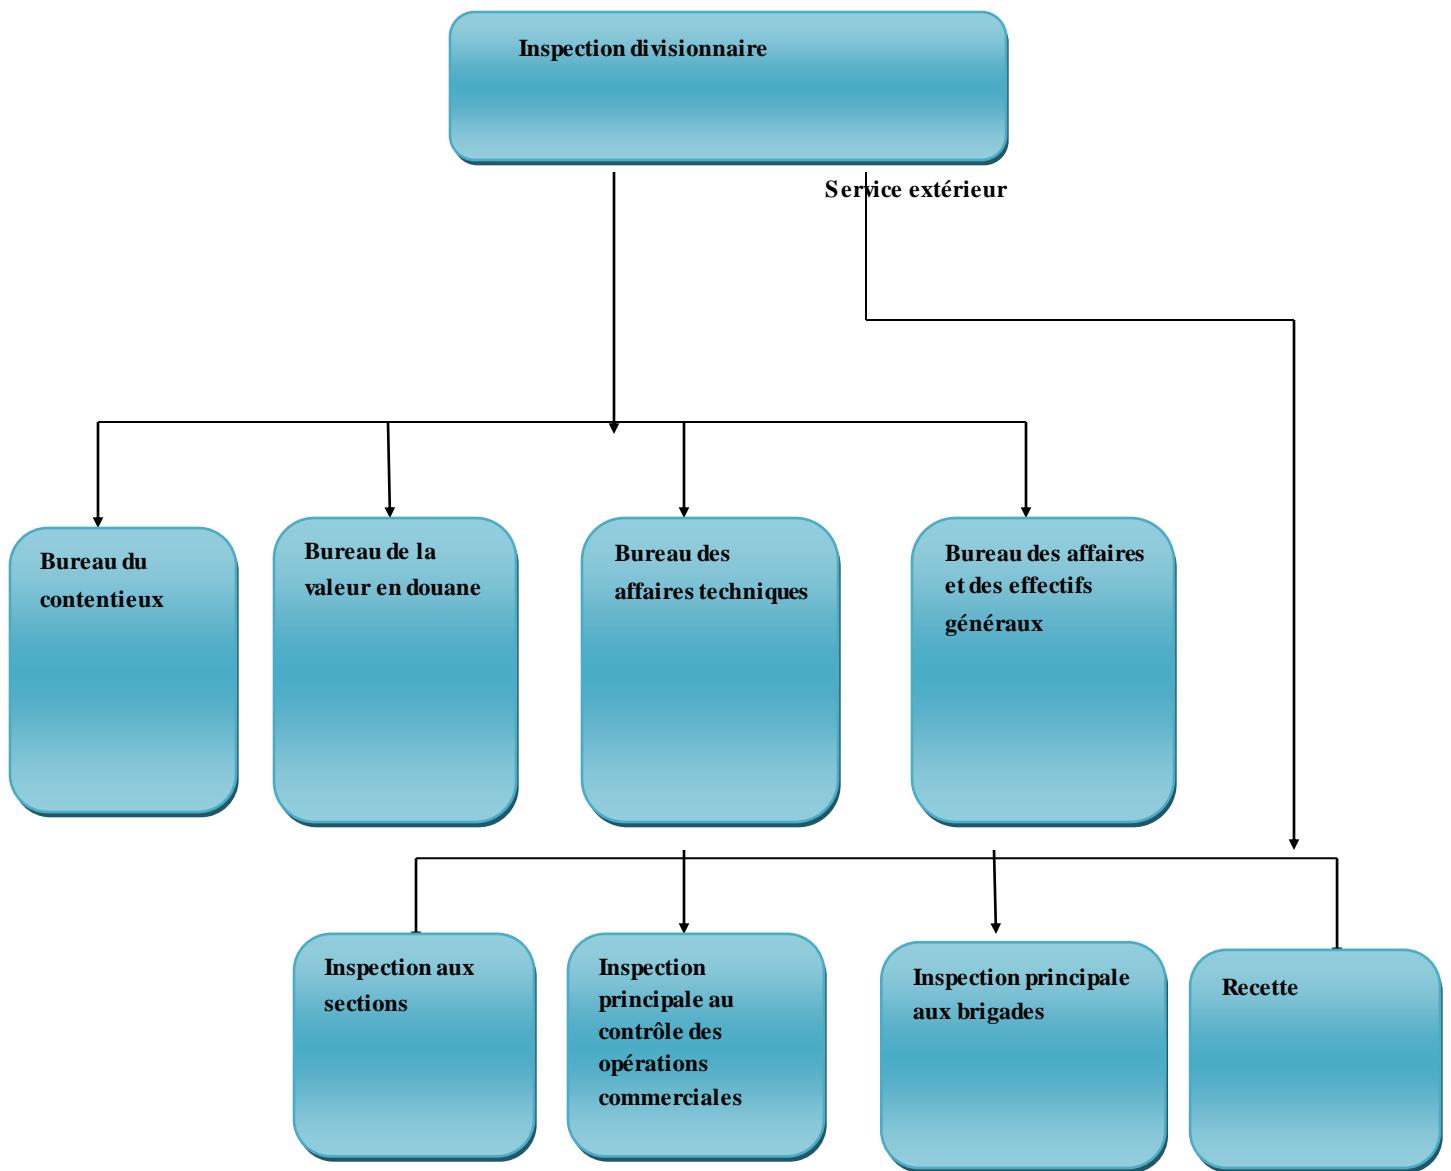 Inspection divisionnaire
Service extérieur
Bureau du
contentieux
Bureau de la
valeur en douane
Bureau des
affaires techniques
Bureau des affaires
et des effectifs
généraux
Inspection aux
sections
Inspection
principale au
contrôle des
opérations
commerciales
Inspection principale
aux brigades
Recette